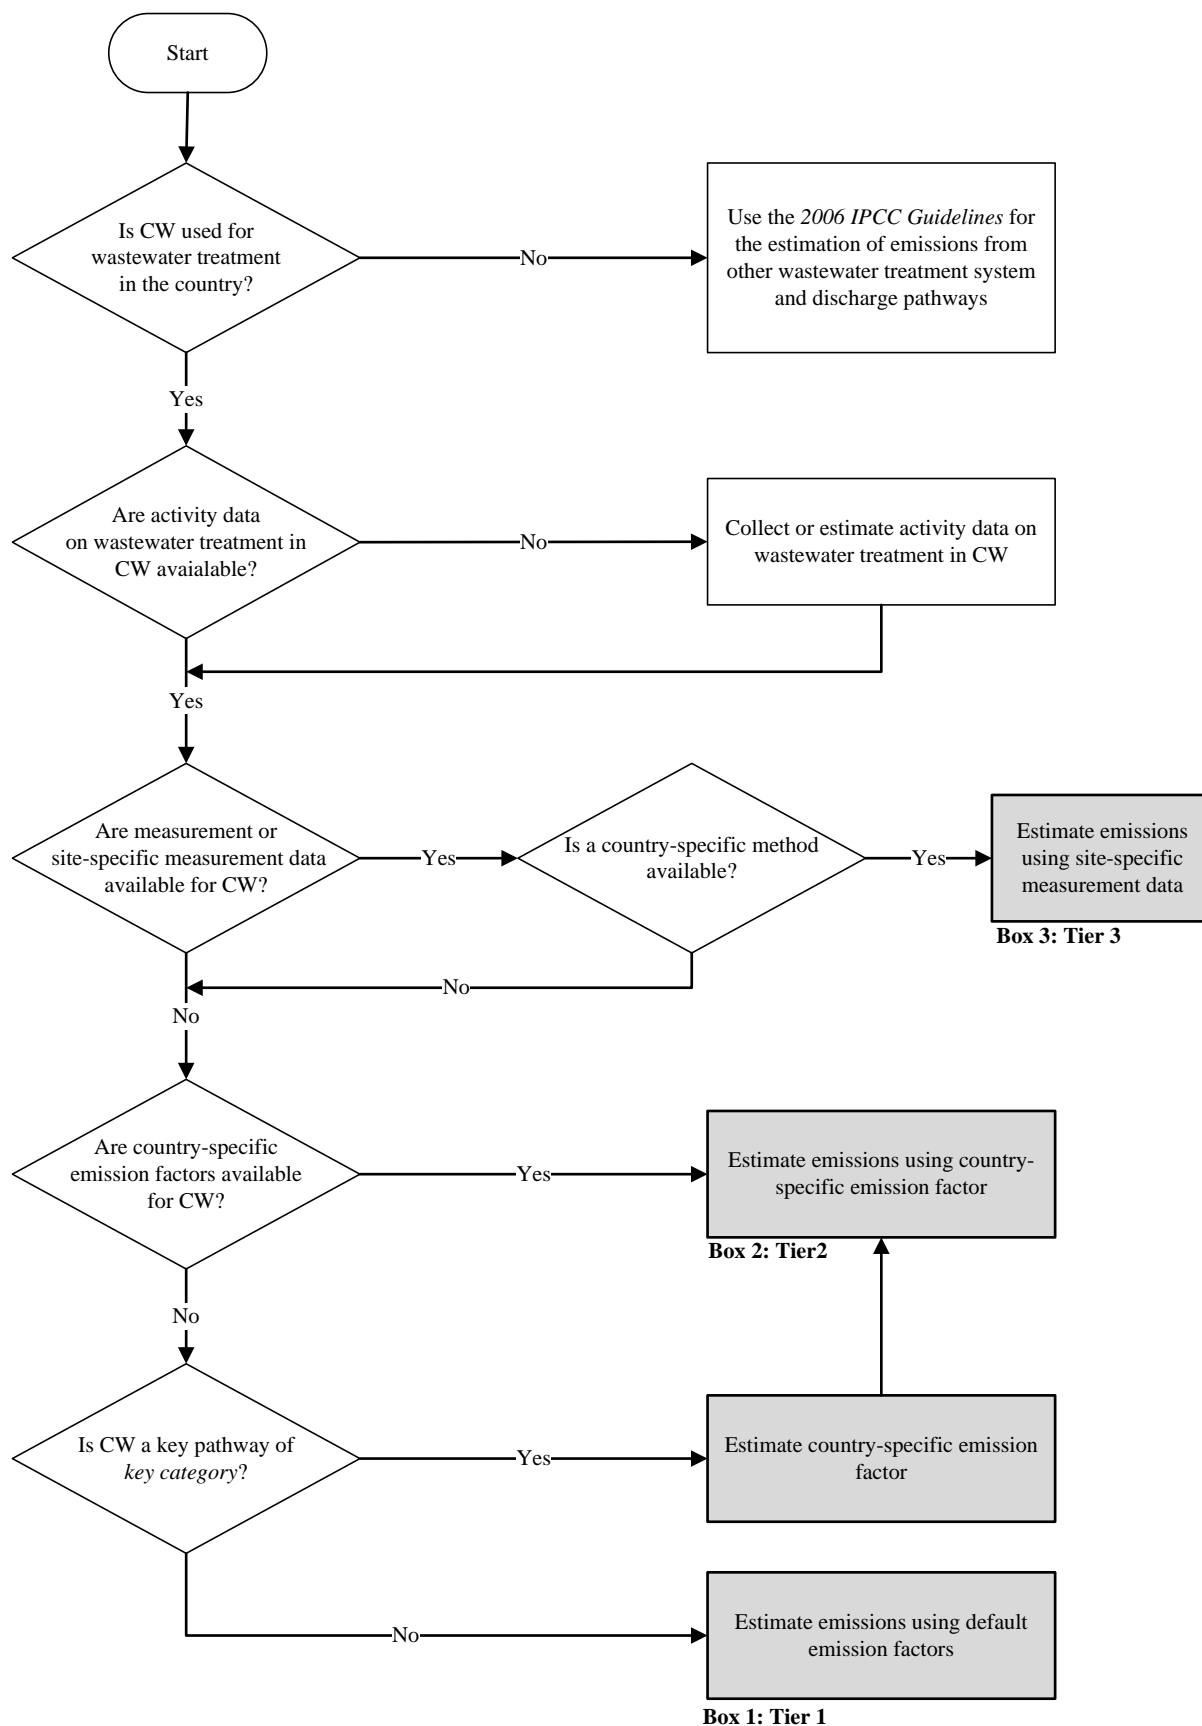 Start
Is CW used for
wastewater treatment
in the country?
No
Use the 2006 IPCC Guidelines for
the estimation of emissions from
other wastewater treatment system
and discharge pathways
Yes
Are activity data
on wastewater treatment in
CW avaialable?
No
Collect or estimate activity data on
wastewater treatment in CW
Yes
Are measurement or
site-specific measurement data
available for CW?
Yes
Is a country-specific method
available?
Yes
Estimate emissions
using site-specific
measurement data
Box 3: Tier 3
No
No
Are country-specific
emission factors available
for CW?
Yes
Estimate emissions using country-
specific emission factor
Box 2: Tier2
No
Is CW a key pathway of
key category?
Yes
Estimate country-specific emission
factor
No
Estimate emissions using default
emission factors
Box 1: Tier 1